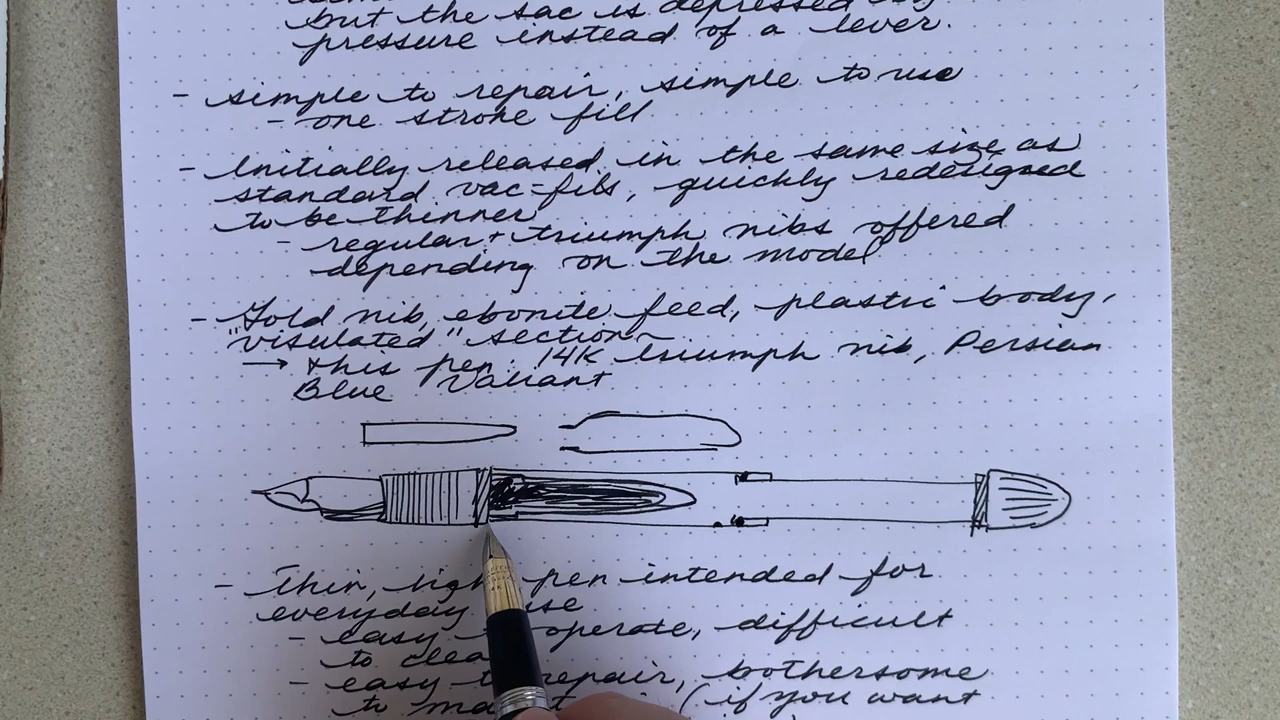 but the sac is depressed by
pressure instead of a lever.
- simple to repair, simple to use
- one stroke fill
- Initially released in the same size as
standard vac-fils, quickly redesigned
to be thinner
- regular + triumph nibs offered
depending on the model
- Gold nib, ebonite feed, plastic body,
"visulated" section
→ this pen: 14K triumph nib, Persian
Blue Valiant
- Thin, light pen intended for
everyday use
- easy to operate, difficult
to clean
- easy to repair, bothersome
to (if you want